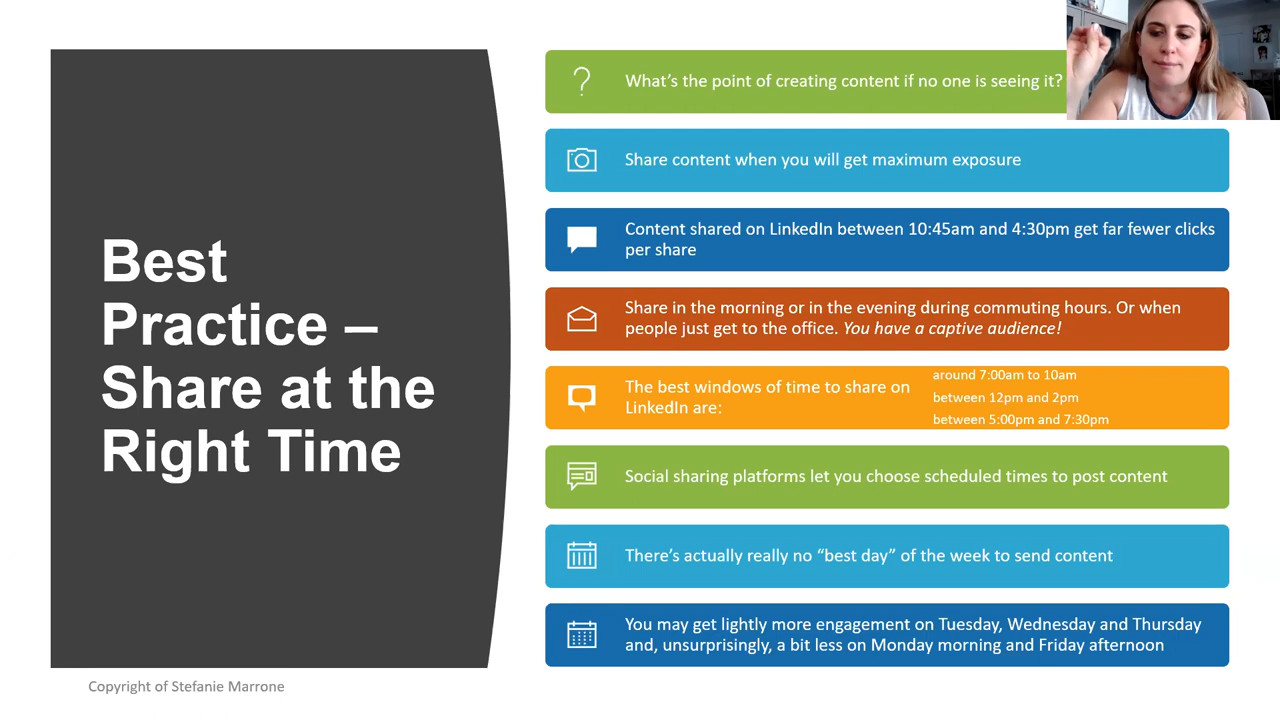 Best
Practice –
Share at the
Right Time
What's the point of creating content if no one is seeing it?
Share content when you will get maximum exposure
Content shared on LinkedIn between 10:45am and 4:30pm get far fewer clicks
per share
Share in the morning or in the evening during commuting hours. Or when
people just get to the office. You have a captive audience!
The best windows of time to share on
LinkedIn are:
around 7:00am to 10am
between 12pm and 2pm
between 5:00pm and 7:30pm
Social sharing platforms let you choose scheduled times to post content
There's actually really no “best day” of the week to send content
You may get lightly more engagement on Tuesday, Wednesday and Thursday
and, unsurprisingly, a bit less on Monday morning and Friday afternoon
Copyright of Stefanie Marrone